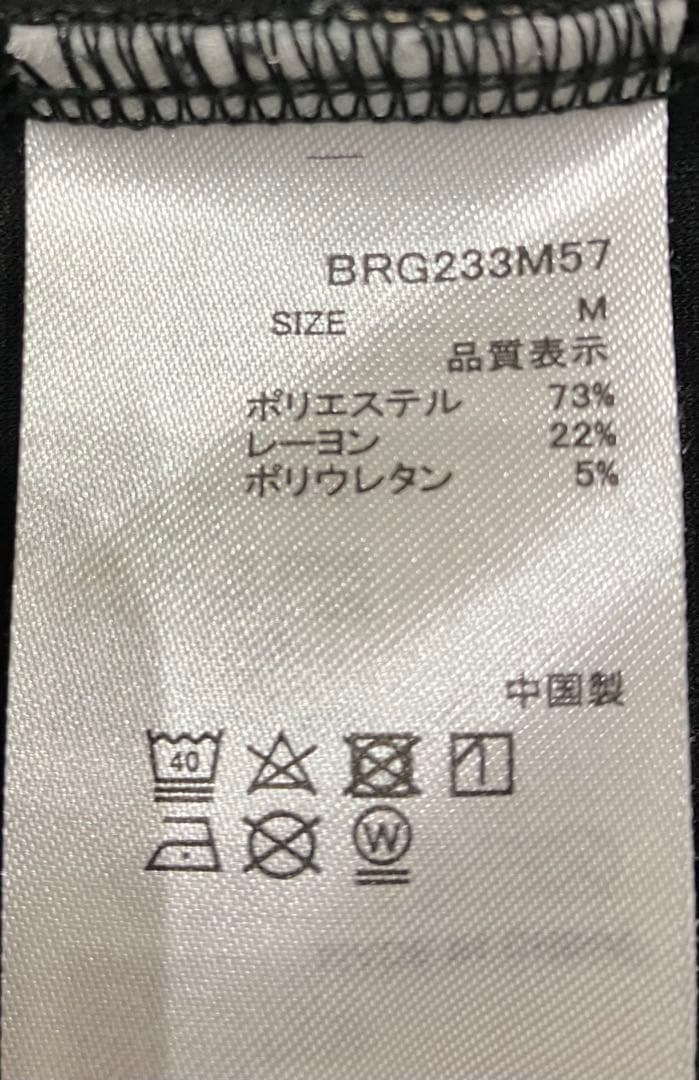 BRG233M57
SIZE M
品質表示
ポリエステル 73%
レーヨン 22%
ポリウレタン 5%
中国製
40
W